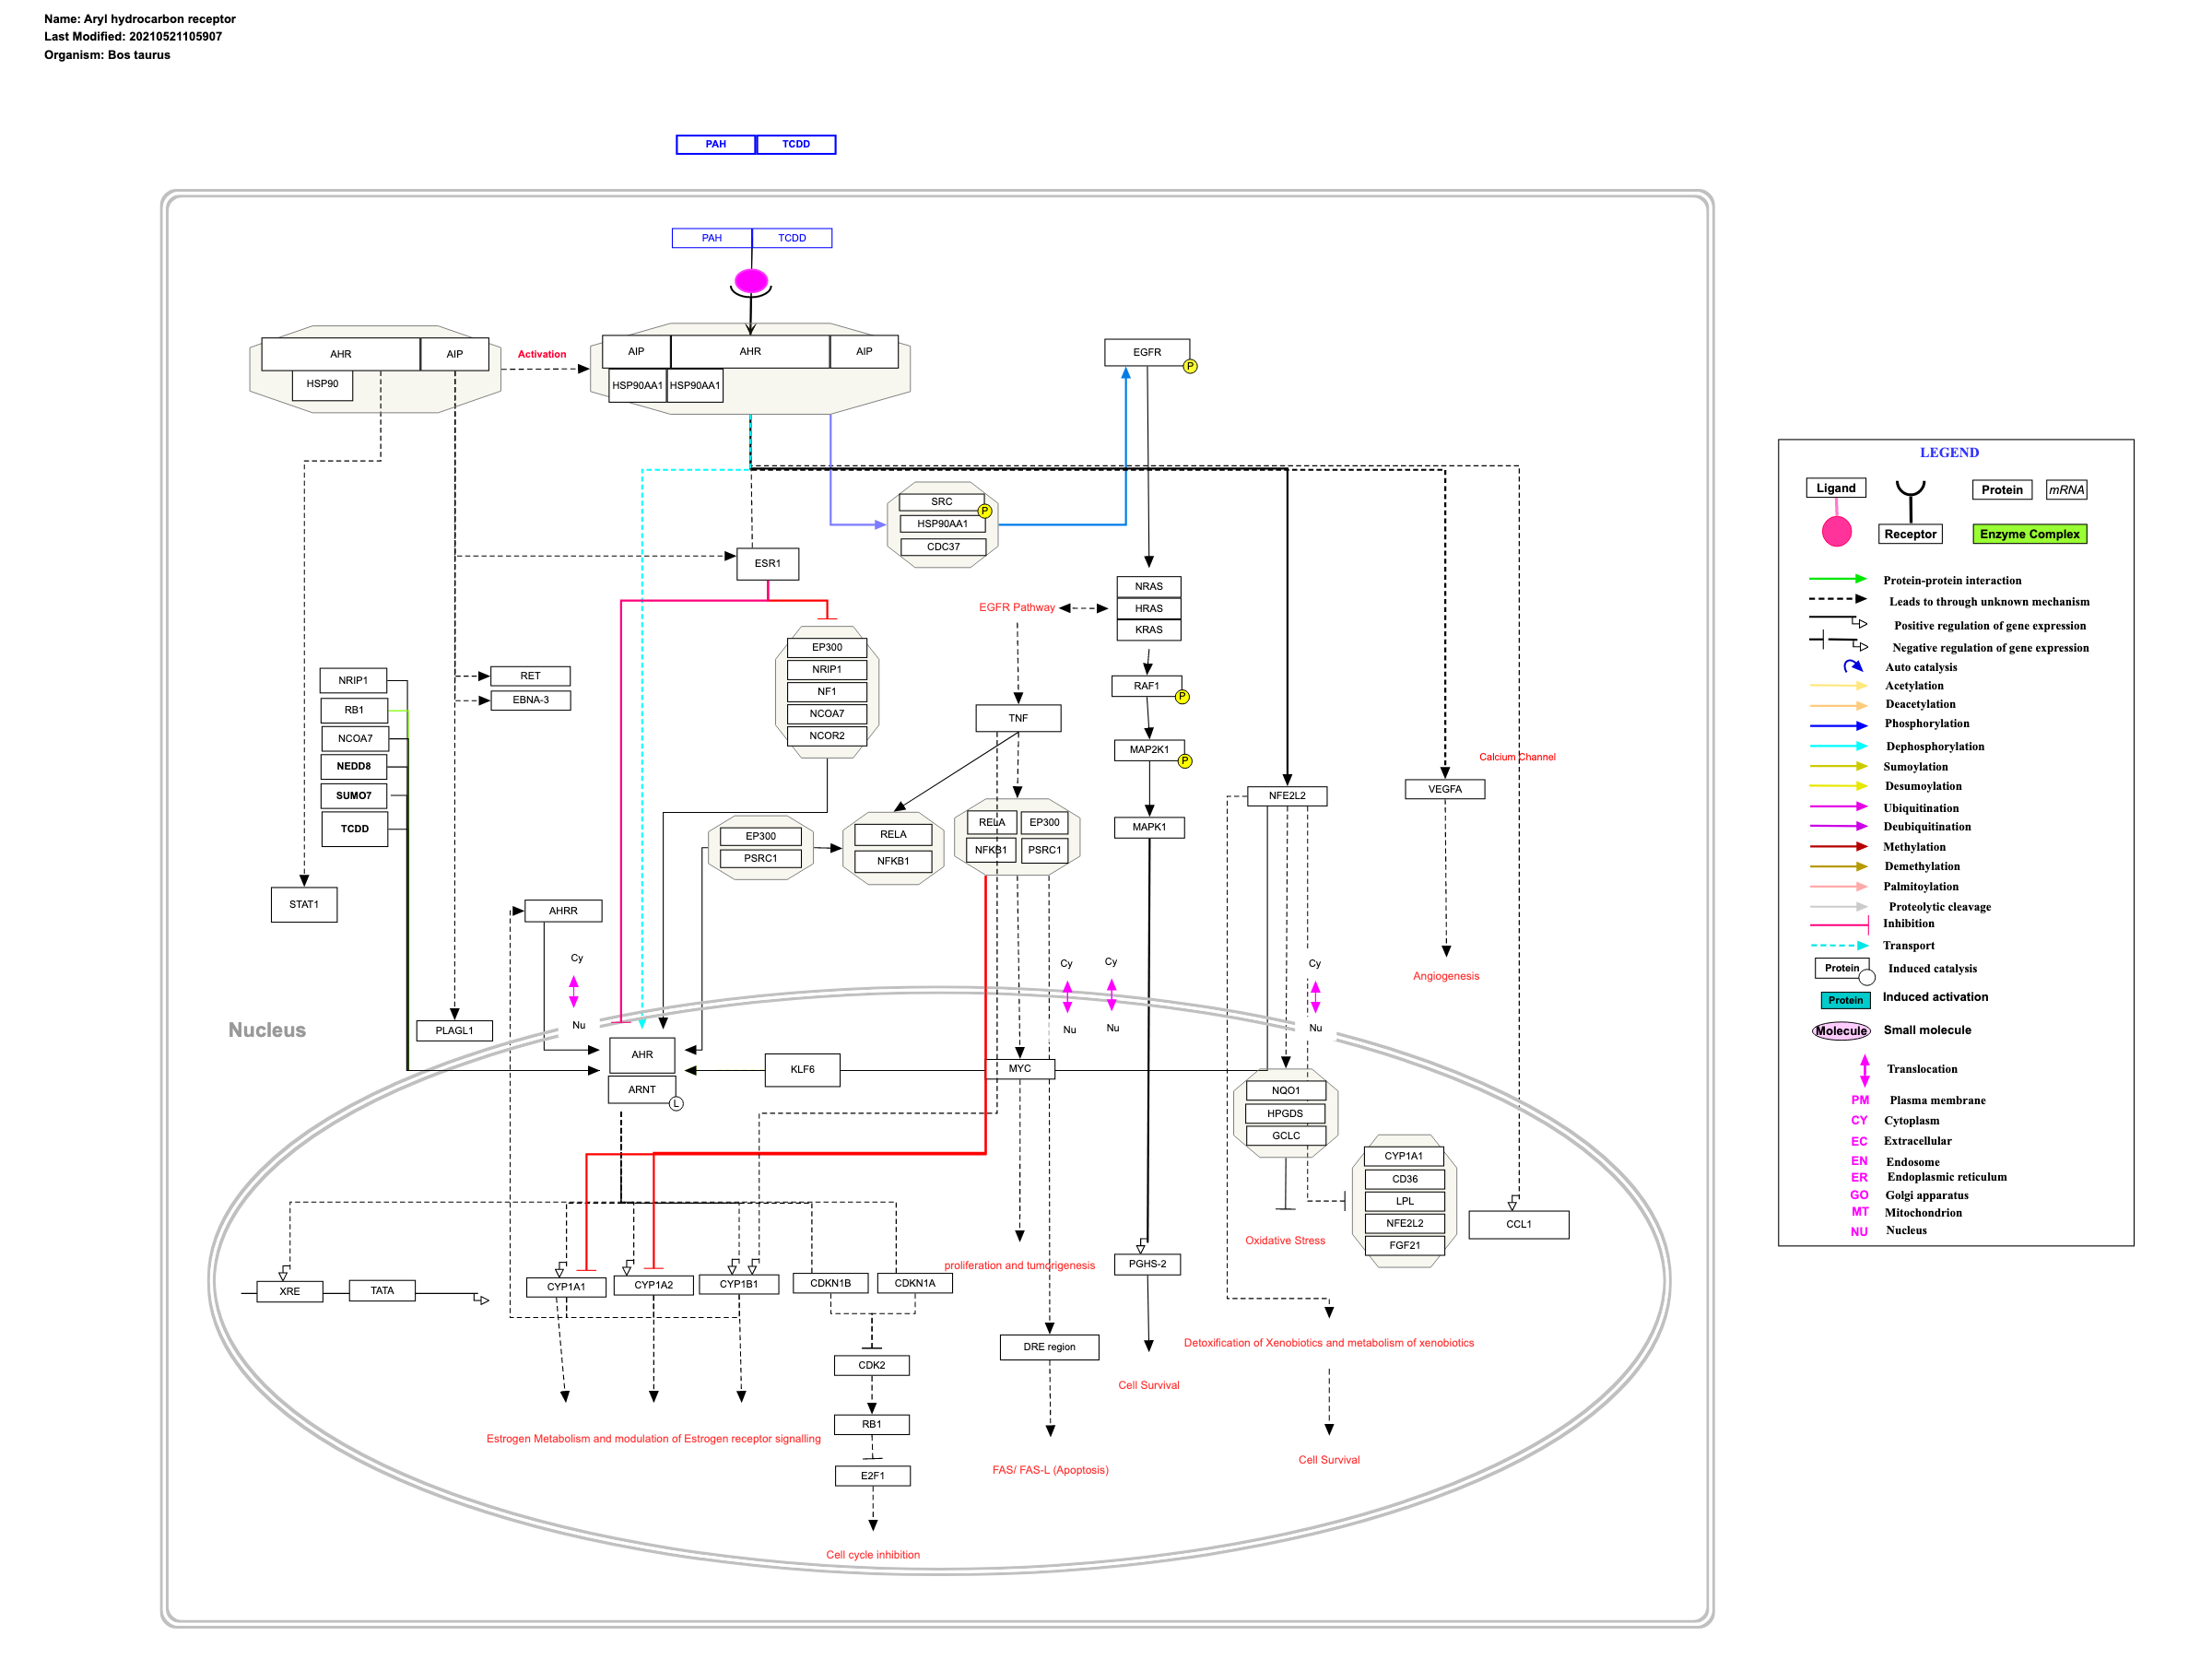 Name: Aryl hydrocarbon receptor
Last Modified: 20210521105907
Organism: Bos taurus
PAH TCDD
PAH TCDD
AHR AIP
HSP90
Activation
AIP AHR AIP
HSP90AA1 HSP90AA1
EGFR
P
SRC
P
HSP90AA1
CDC37
ESR1
NRAS
HRAS
KRAS
EGFR Pathway
EP300
NRIP1
NF1
NCOA7
NCOR2
RET
EBNA-3
NRIP1
RB1
NCOA7
NEDD8
SUMO7
TCDD
RAF1
P
TNF
MAP2K1
P
Calcium Channel
NFE2L2
VEGFA
MAPK1
EP300
PSRC1
RELA
NFKB1
RELA EP300
NFKB1 PSRC1
STAT1
AHRR
Cy
Nu
Cy
Nu
Cy
Nu
Cy
Nu
Angiogenesis
Nucleus
PLAGL1
AHR
ARNT
L
KLF6
MYC
NQO1
HPGDS
GCLC
CYP1A1
CD36
LPL
NFE2L2
FGF21
CCL1
Oxidative Stress
proliferation and tumorigenesis
PGHS-2
XRE
TATA
CYP1A1
CYP1A2
CYP1B1
CDKN1B
CDKN1A
DRE region
Detoxification of Xenobiotics and metabolism of xenobiotics
CDK2
Cell Survival
RB1
Estrogen Metabolism and modulation of Estrogen receptor signalling
Cell Survival
FAS/ FAS-L (Apoptosis)
E2F1
Cell cycle inhibition
LEGEND
Ligand
Protein
mRNA
Receptor
Enzyme Complex
Protein-protein interaction
Leads to through unknown mechanism
Positive regulation of gene expression
Negative regulation of gene expression
Auto catalysis
Acetylation
Deacetylation
Phosphorylation
Dephosphorylation
Sumoylation
Desumoylation
Ubiquitination
Deubiquitination
Methylation
Demethylation
Palmitoylation
Proteolytic cleavage
Inhibition
Transport
Protein Induced catalysis
Protein Induced activation
Molecule Small molecule
Translocation
PM Plasma membrane
CY Cytoplasm
EC Extracellular
EN Endosome
ER Endoplasmic reticulum
GO Golgi apparatus
MT Mitochondrion
NU Nucleus